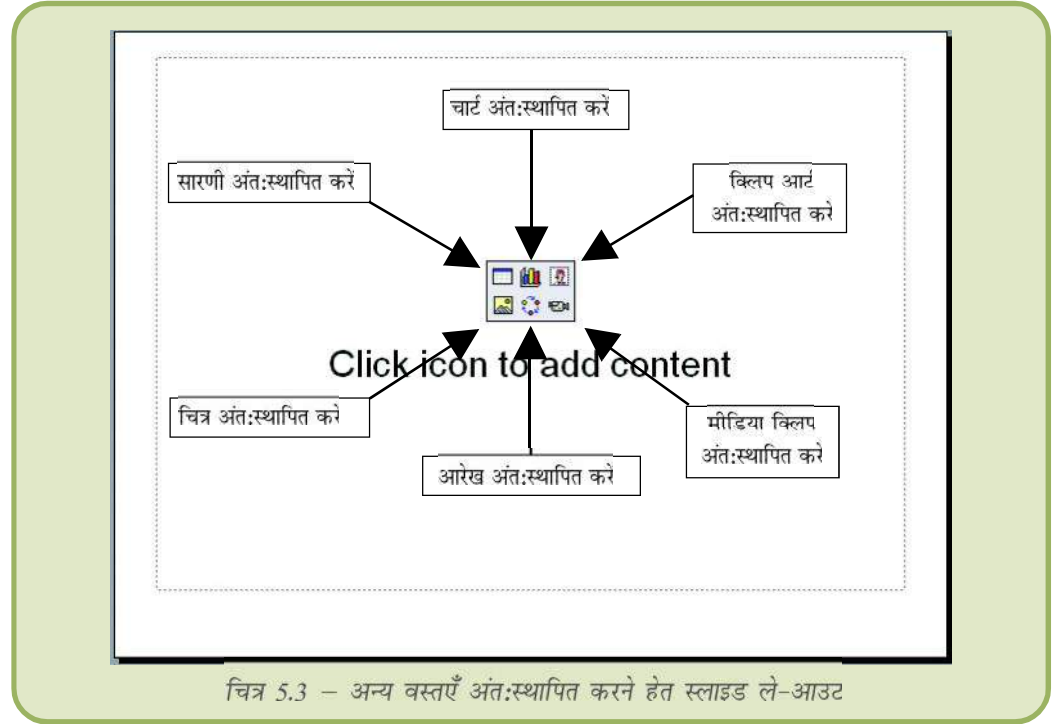 चार्ट अंत:स्थापित करें
सारणी अंत:स्थापित करें
क्लिप आर्ट
अंत:स्थापित करें
Click icon to add content
चित्र अंत:स्थापित करें
मीडिया क्लिप
अंत:स्थापित करें
आरेख अंत:स्थापित करें
चित्र 5.3 – अन्य वस्तएँ अंत:स्थापित करने हेत स्लाइड ले-आउट